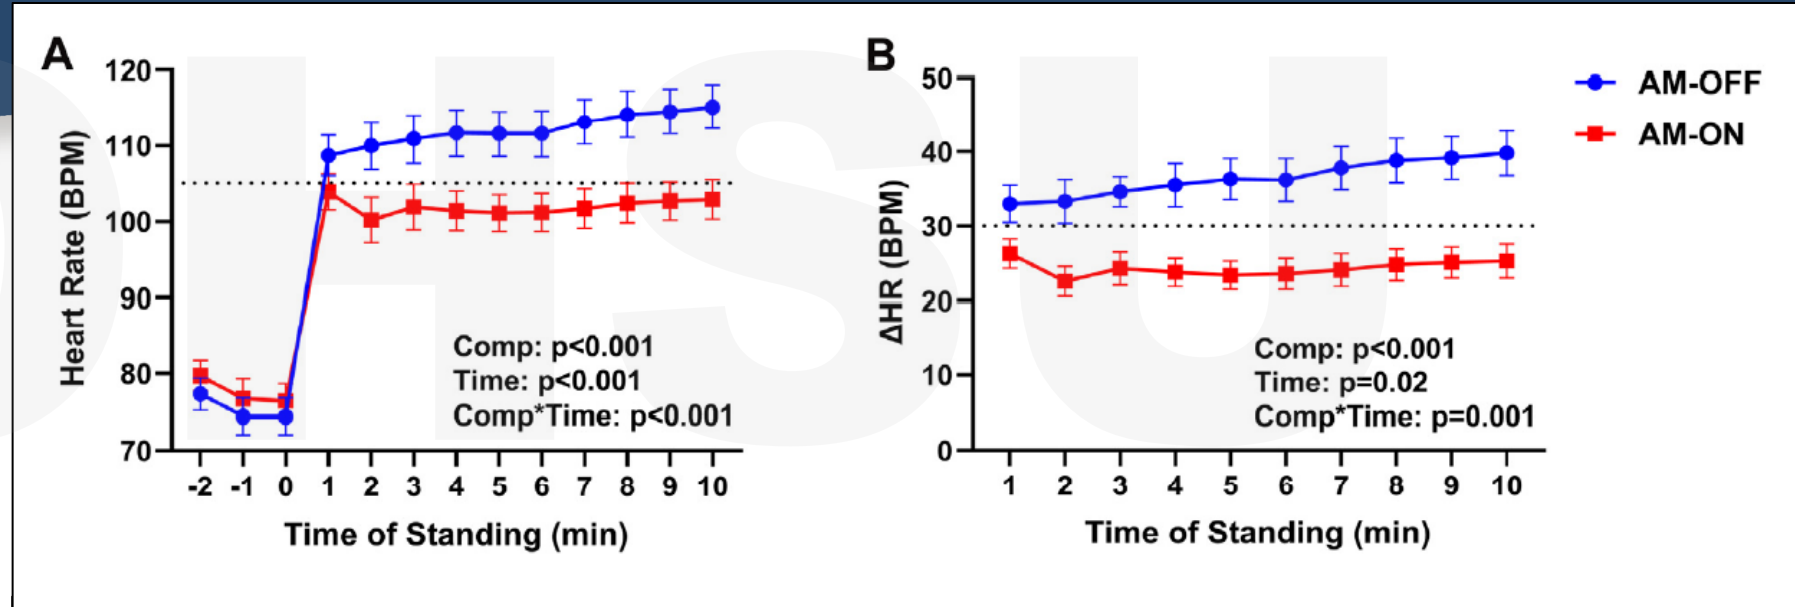 A
120
110
100
90
80
70
Heart Rate (BPM)
-2 -1 0 1 2 3 4 5 6 7 8 9 10
Time of Standing (min)
Comp: p<0.001
Time: p<0.001
Comp*Time: p<0.001
B
50
40
30
20
10
0
ΔHR (BPM)
1 2 3 4 5 6 7 8 9 10
Time of Standing (min)
Comp: p<0.001
Time: p=0.02
Comp*Time: p=0.001
AM-OFF
AM-ON
OHSU